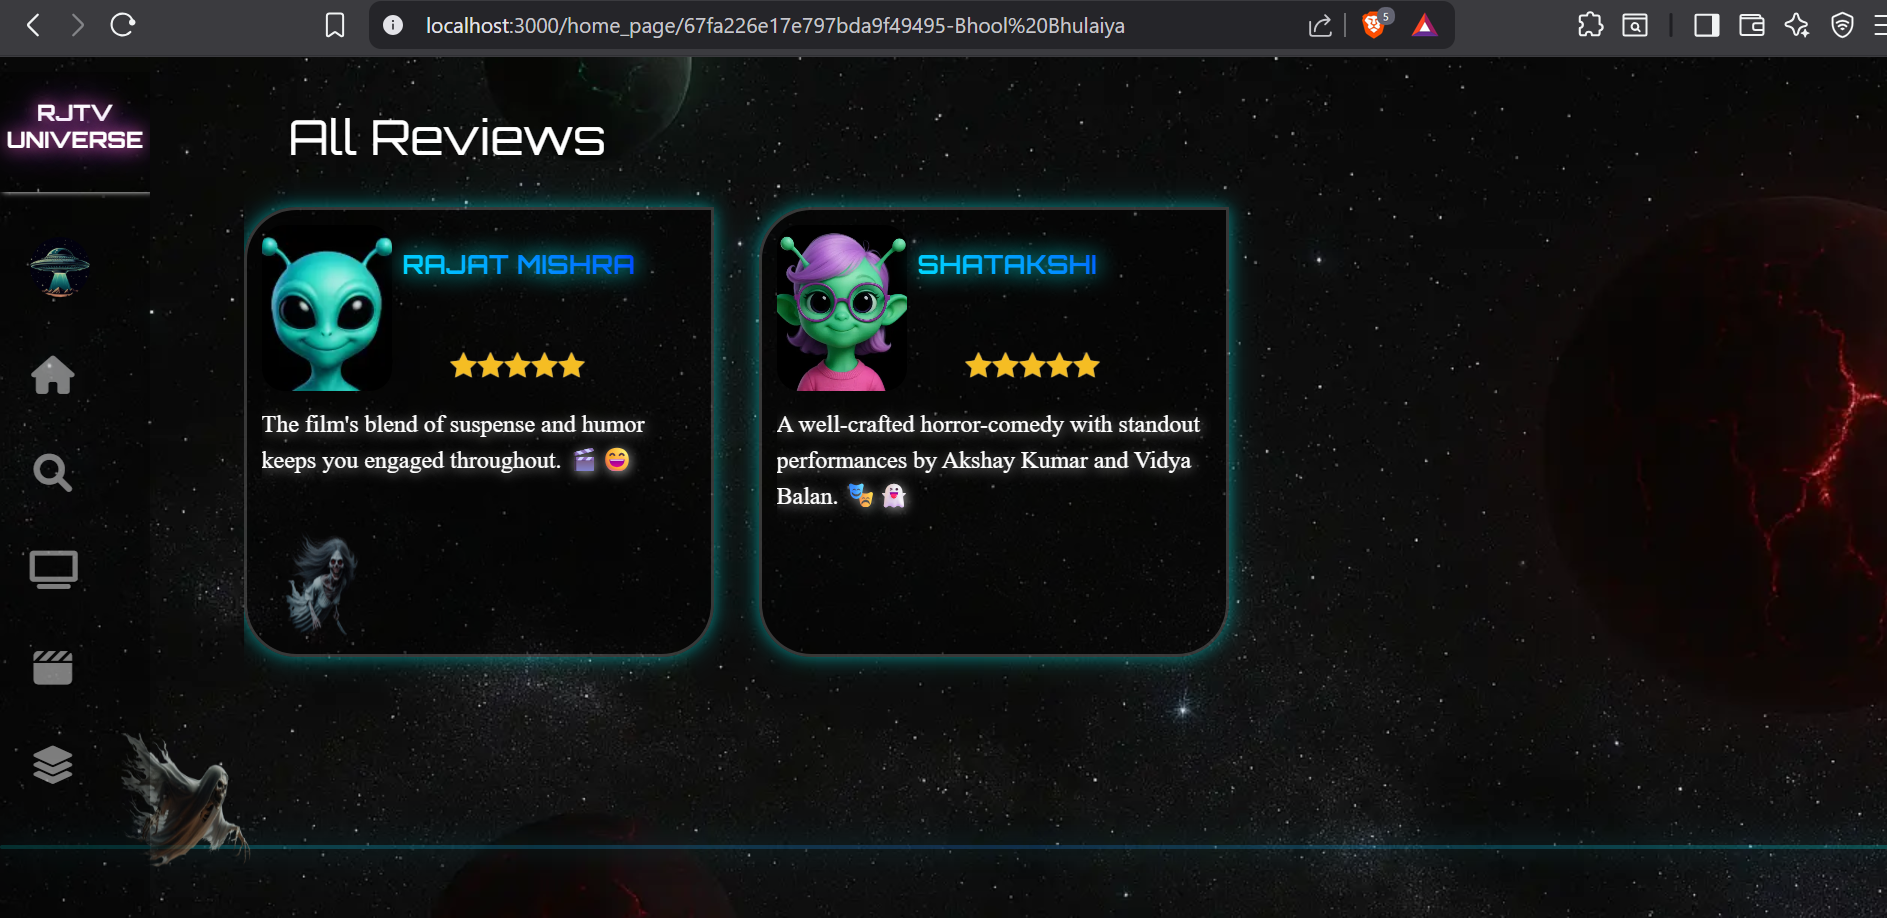 localhost:3000/home_page/67fa226e17e797bda9f49495-Bhool%20Bhulaiya
5
RJTV
UNIVERSE
All Reviews
RAJAT MISHRA
⭐⭐⭐⭐⭐
The film's blend of suspense and humor
keeps you engaged throughout. 🎬 😄
SHATAKSHI
⭐⭐⭐⭐⭐
A well-crafted horror-comedy with standout
performances by Akshay Kumar and Vidya
Balan. 🎭 👻